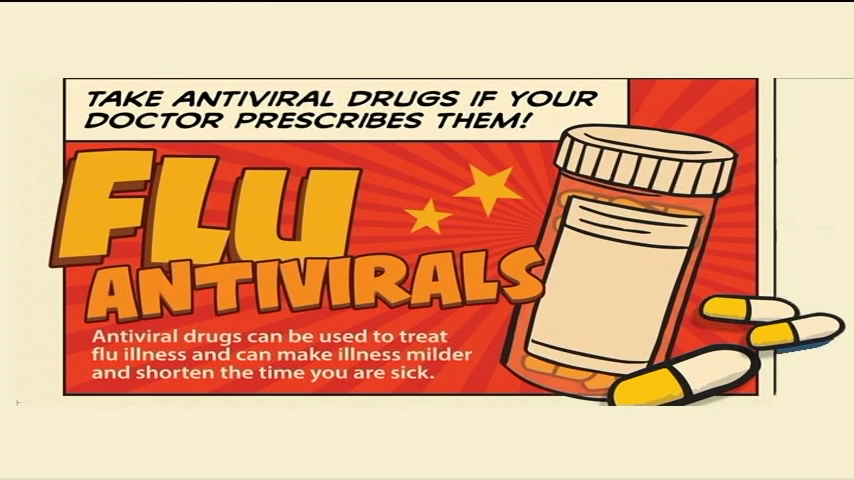 TAKE ANTIVIRAL DRUGS IF YOUR
DOCTOR PRESCRIBES THEM!
FLU
ANTIVIRALS
Antiviral drugs can be used to treat
flu illness and can make illness milder
and shorten the time you are sick.